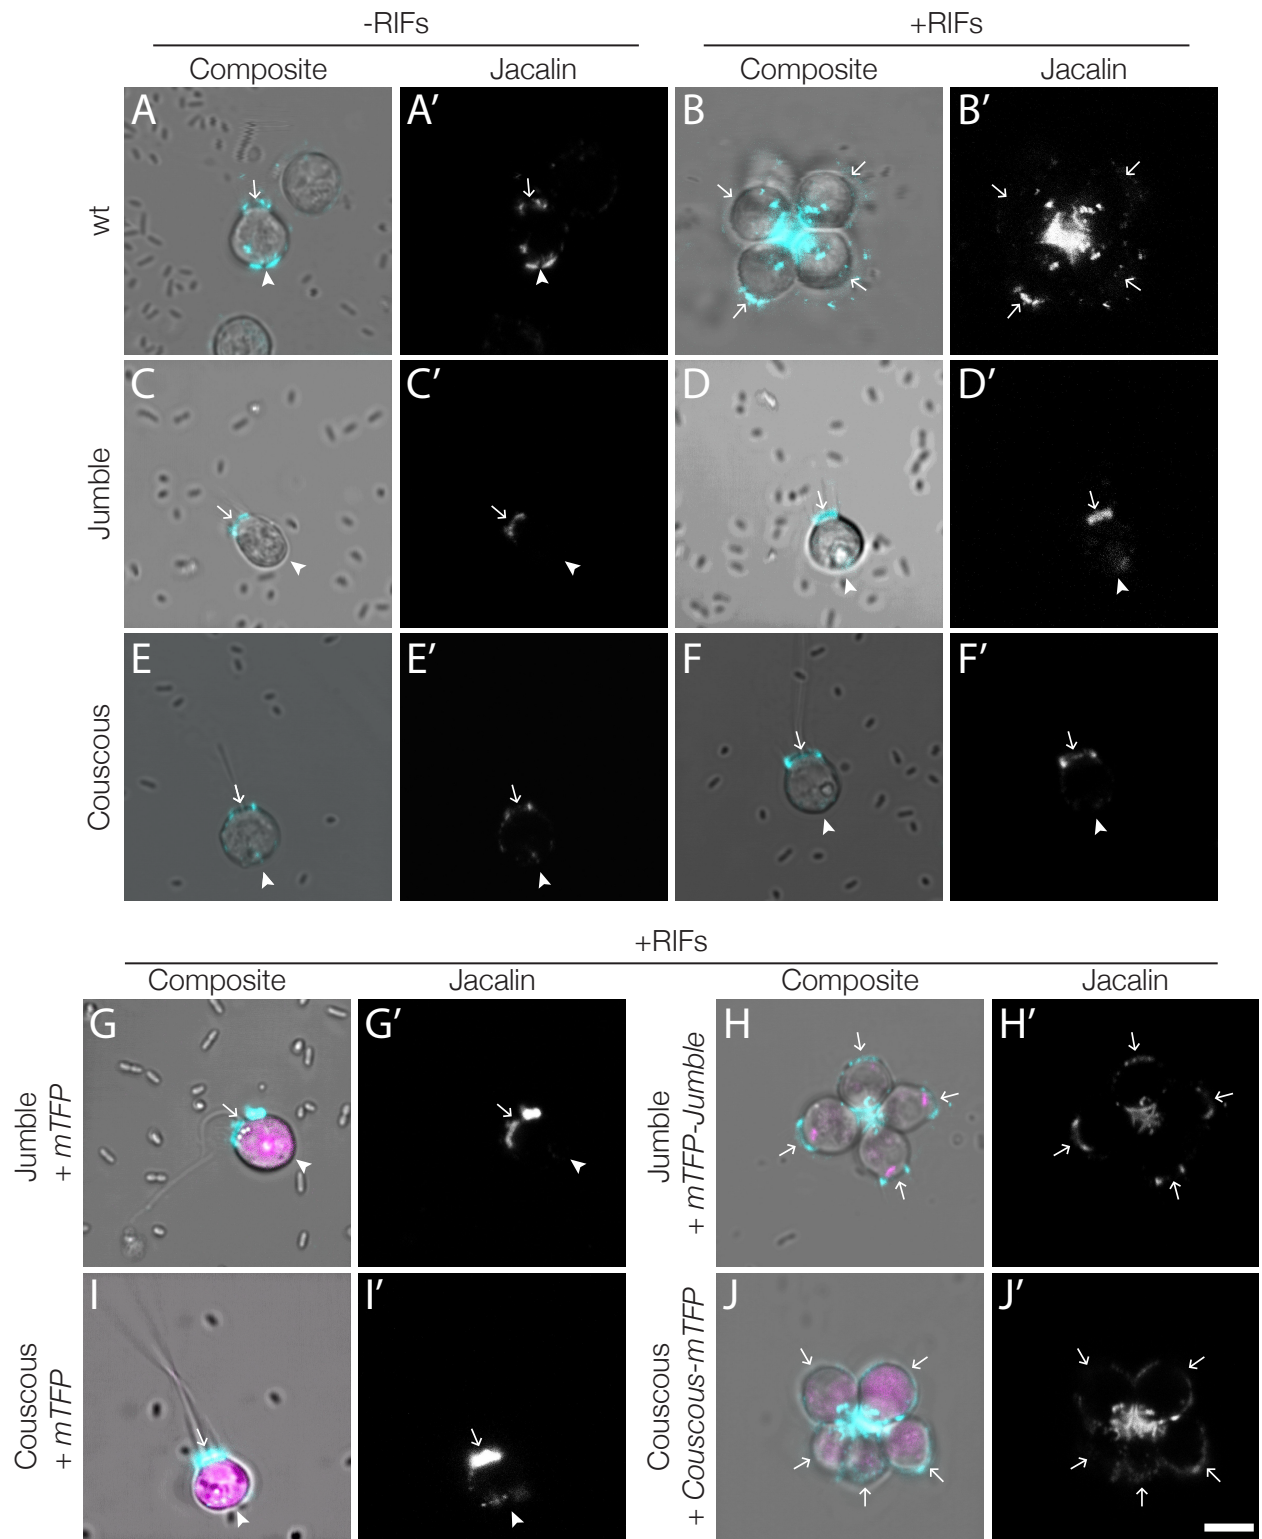 -RIFs +RIFs
Composite Jacalin Composite Jacalin
wt A A′ B B′
Jumble C C′ D D′
Couscous E E′ F F′
+RIFs
Composite Jacalin Composite Jacalin
Jumble
+ mTFP
G G′
Jumble
+ mTFP-Jumble
H H′
Couscous
+ mTFP
I I′
Couscous
+ Couscous-mTFP
J J′